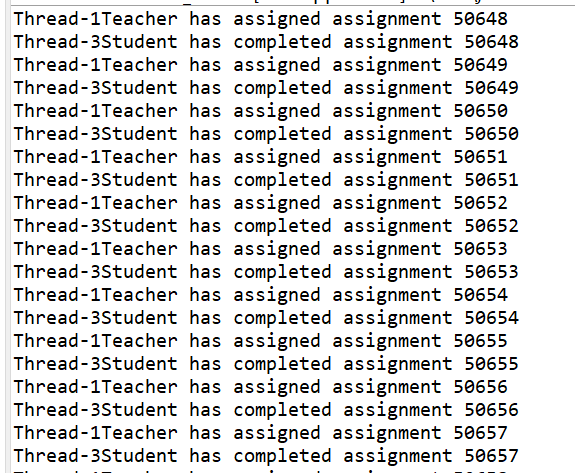 Thread-1Teacher has assigned assignment 50648
Thread-3Student has completed assignment 50648
Thread-1Teacher has assigned assignment 50649
Thread-3Student has completed assignment 50649
Thread-1Teacher has assigned assignment 50650
Thread-3Student has completed assignment 50650
Thread-1Teacher has assigned assignment 50651
Thread-3Student has completed assignment 50651
Thread-1Teacher has assigned assignment 50652
Thread-3Student has completed assignment 50652
Thread-1Teacher has assigned assignment 50653
Thread-3Student has completed assignment 50653
Thread-1Teacher has assigned assignment 50654
Thread-3Student has completed assignment 50654
Thread-1Teacher has assigned assignment 50655
Thread-3Student has completed assignment 50655
Thread-1Teacher has assigned assignment 50656
Thread-3Student has completed assignment 50656
Thread-1Teacher has assigned assignment 50657
Thread-3Student has completed assignment 50657